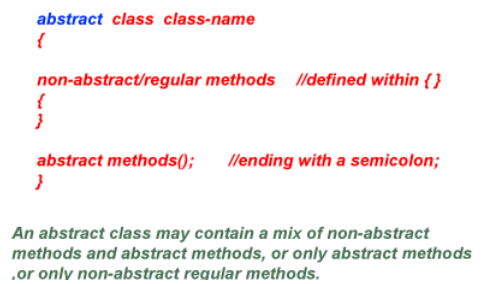 abstract class class-name
{
non-abstract/regular methods //defined within { }
{
}
abstract methods(); //ending with a semicolon;
}
An abstract class may contain a mix of non-abstract
methods and abstract methods, or only abstract methods
,or only non-abstract regular methods.